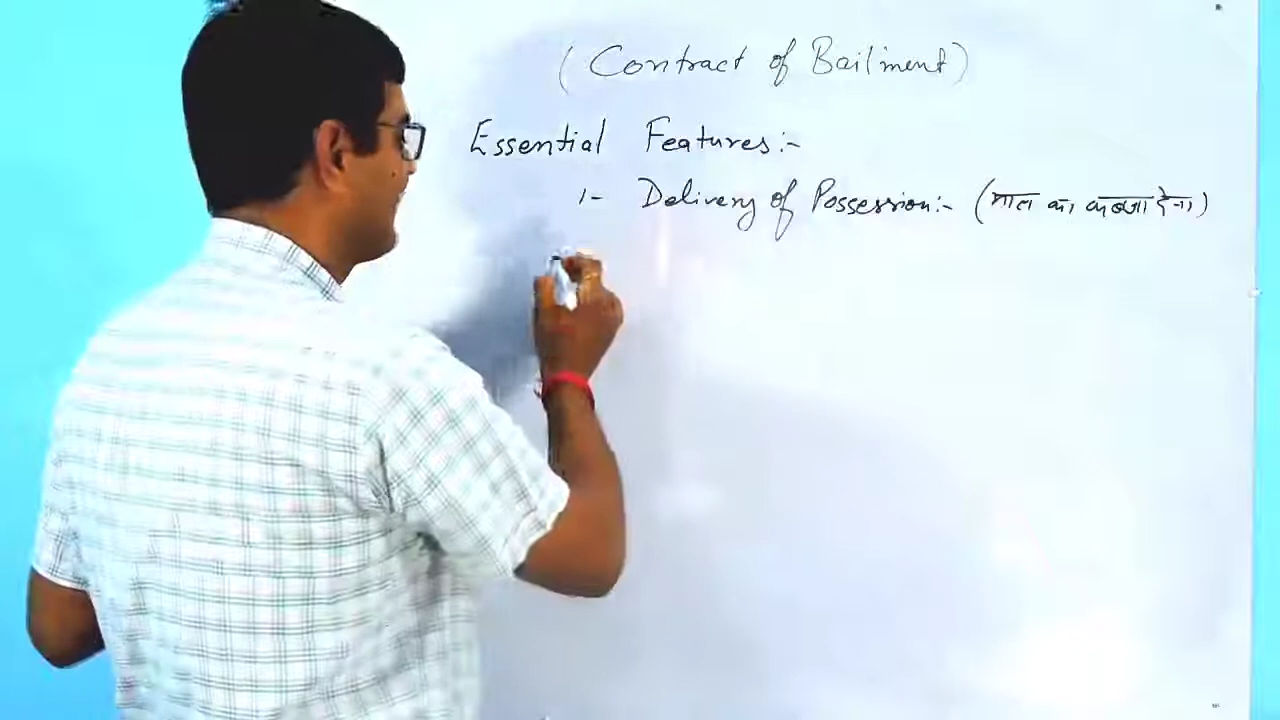 (Contract of Bailment)
Essential Features:-
1- Delivery of Possession:- (माल का कब्जा देना)